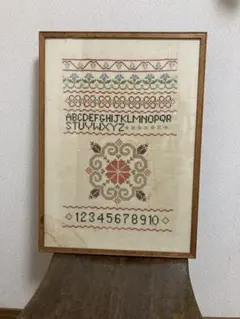 ABCDEFGHIJKLMNOPQR
STUVWXYZ
12345678910